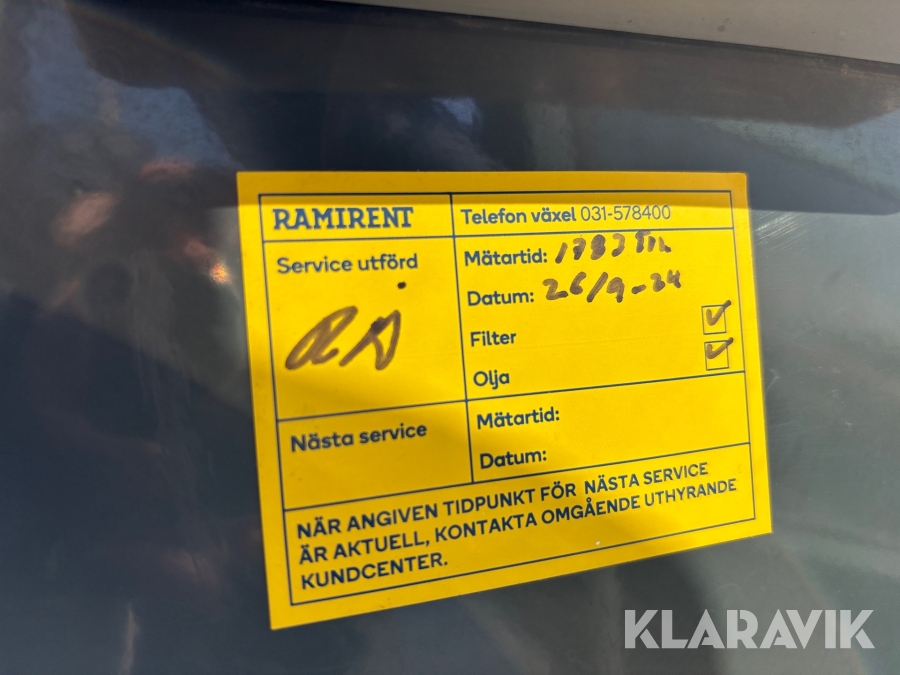 RAMIRENT
Telefon växel 031-578400
Service utförd
Mätartid: 1783 Tim
Datum: 26/9-24
Filter
Olja
Nästa service
Mätartid:
Datum:
NÄR ANGIVEN TIDPUNKT FÖR NÄSTA SERVICE
ÄR AKTUELL, KONTAKTA OMGÅENDE UTHYRANDE
KUNDCENTER.
KLARAVIK